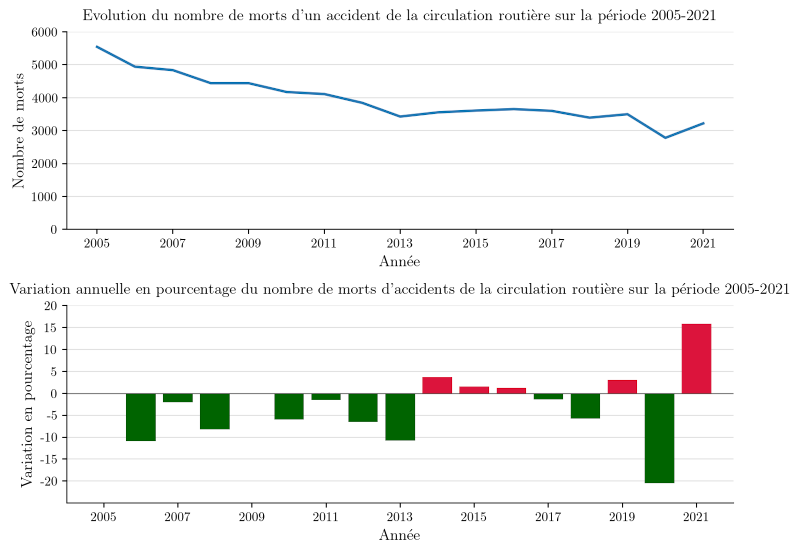 Evolution du nombre de morts d'un accident de la circulation routière sur la période 2005-2021
6000
5000
4000
3000
2000
1000
0
Nombre de morts
2005 2007 2009 2011 2013 2015 2017 2019 2021
Année
Variation annuelle en pourcentage du nombre de morts d'accidents de la circulation routière sur la période 2005-2021
20
15
10
5
0
-5
-10
-15
-20
Variation en pourcentage
2005 2007 2009 2011 2013 2015 2017 2019 2021
Année